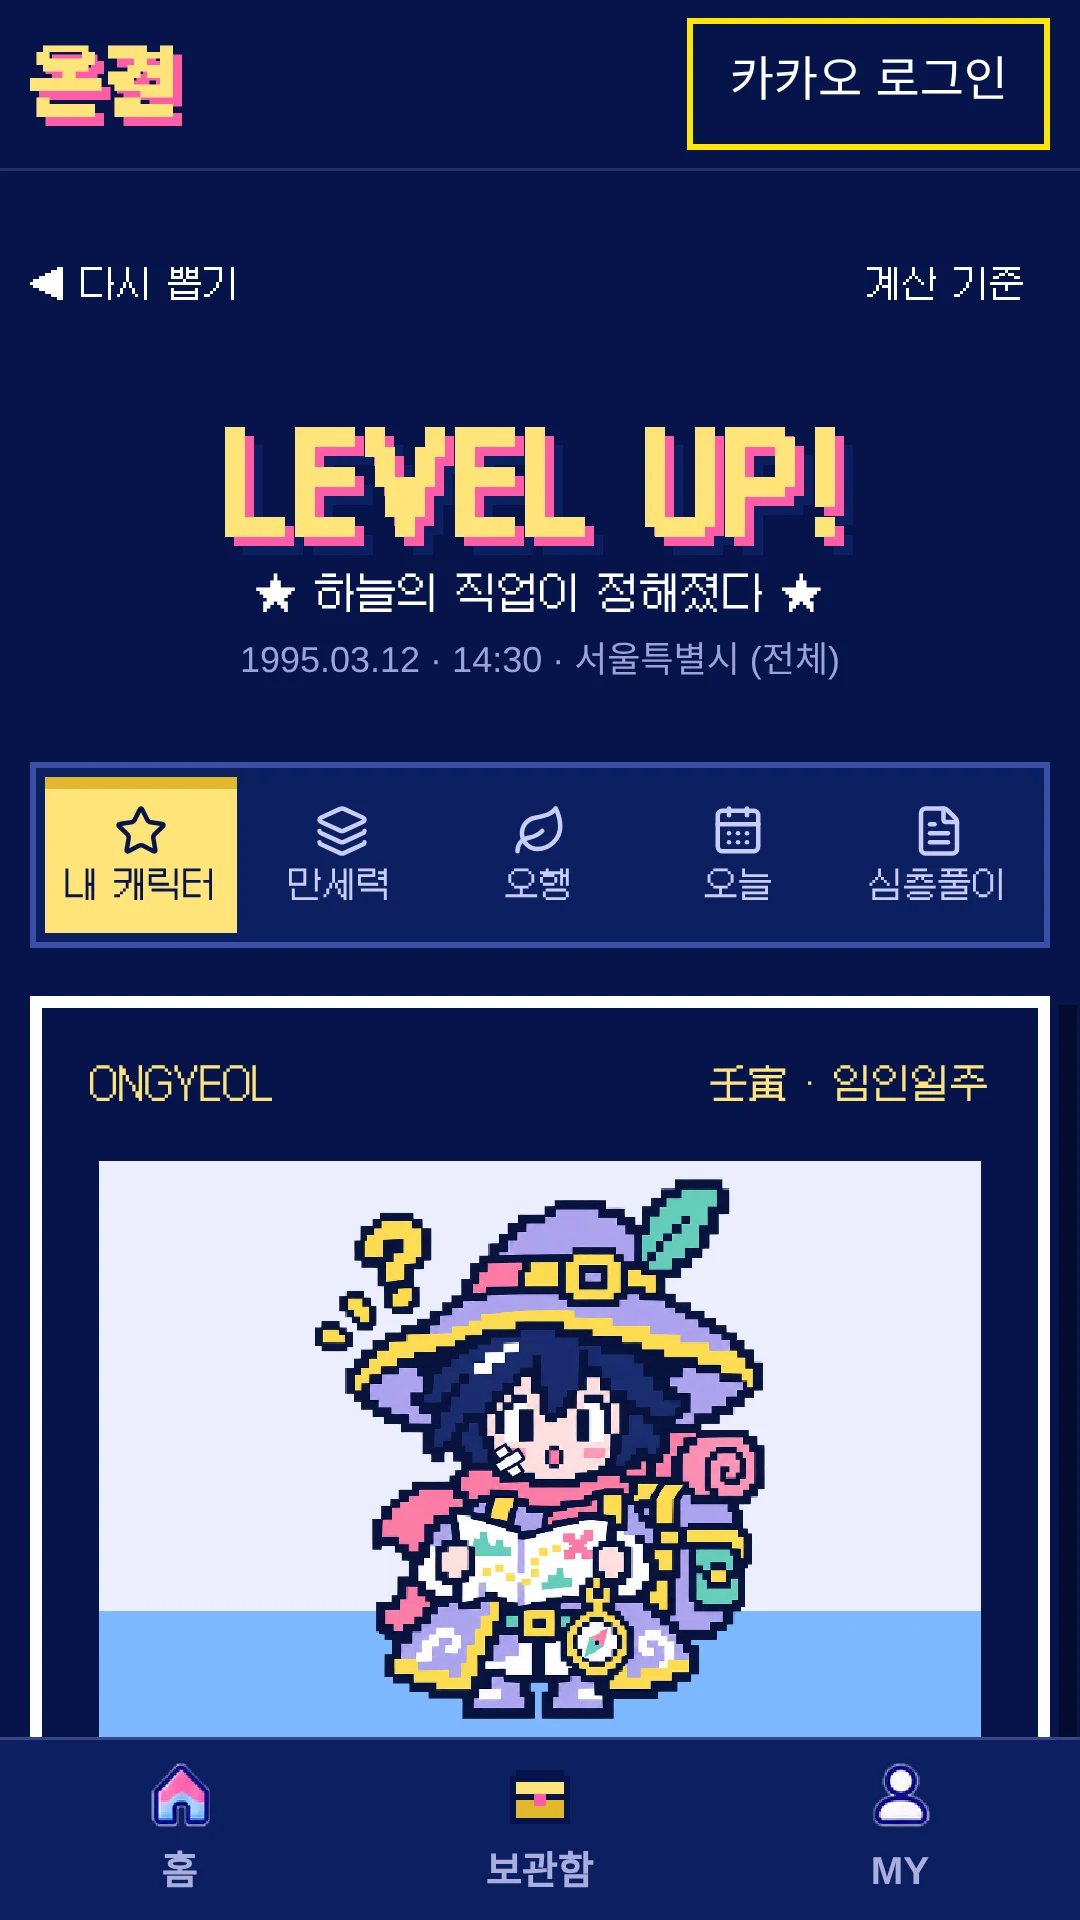 온결
카카오 로그인
◀ 다시 뽑기
계산 기준
LEVEL UP!
★ 하늘의 직업이 정해졌다 ★
1995.03.12 · 14:30 · 서울특별시 (전체)
내 캐릭터
만세력
오행
오늘
심층풀이
ONGYEOL
壬寅 · 임인일주
?
홈
보관함
MY